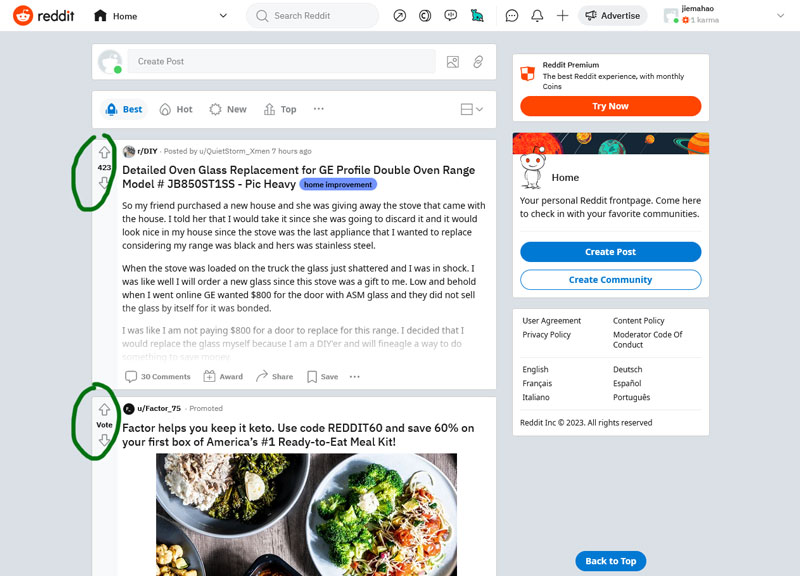 reddit
Home
Search Reddit
Advertise
jiemahao
1 karma
Create Post
Best
Hot
New
Top
r/DIY · Posted by u/QuietStorm_Xmen 7 hours ago
423
Detailed Oven Glass Replacement for GE Profile Double Oven Range
Model # JB850ST1SS - Pic Heavy home improvement
So my friend purchased a new house and she was giving away the stove that came with
the house. I told her that I would take it since she was going to discard it and it would
look nice in my house since the stove was the last appliance that I wanted to replace
considering my range was black and hers was stainless steel.
When the stove was loaded on the truck the glass just shattered and I was in shock. I
was like well I will order a new glass since this stove was a gift to me. Low and behold
when I went online GE wanted $800 for the door with ASM glass and they did not sell
the glass by itself for it was bonded.
I was like I am not paying $800 for a door to replace for this range. I decided that I
would replace the glass myself because I am a DIY'er and will fineagle a way to do
something to save money.
30 Comments
Award
Share
Save
u/Factor_75 · Promoted
Vote
Factor helps you keep it keto. Use code REDDIT60 and save 60% on
your first box of America's #1 Ready-to-Eat Meal Kit!
Reddit Premium
The best Reddit experience, with monthly
Coins
Try Now
Home
Your personal Reddit frontpage. Come here
to check in with your favorite communities.
Create Post
Create Community
User Agreement
Content Policy
Privacy Policy
Moderator Code Of
Conduct
English
Deutsch
Français
Español
Italiano
Português
Reddit Inc © 2023. All rights reserved
Back to Top